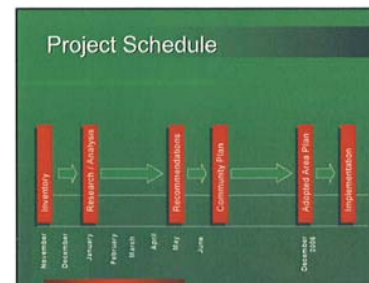 Project Schedule
Inventory
Research / Analysis
Recommendations
Community Plan
Adopted Area Plan
Implementation
November
December
January
February
March
April
May
June
December
2006